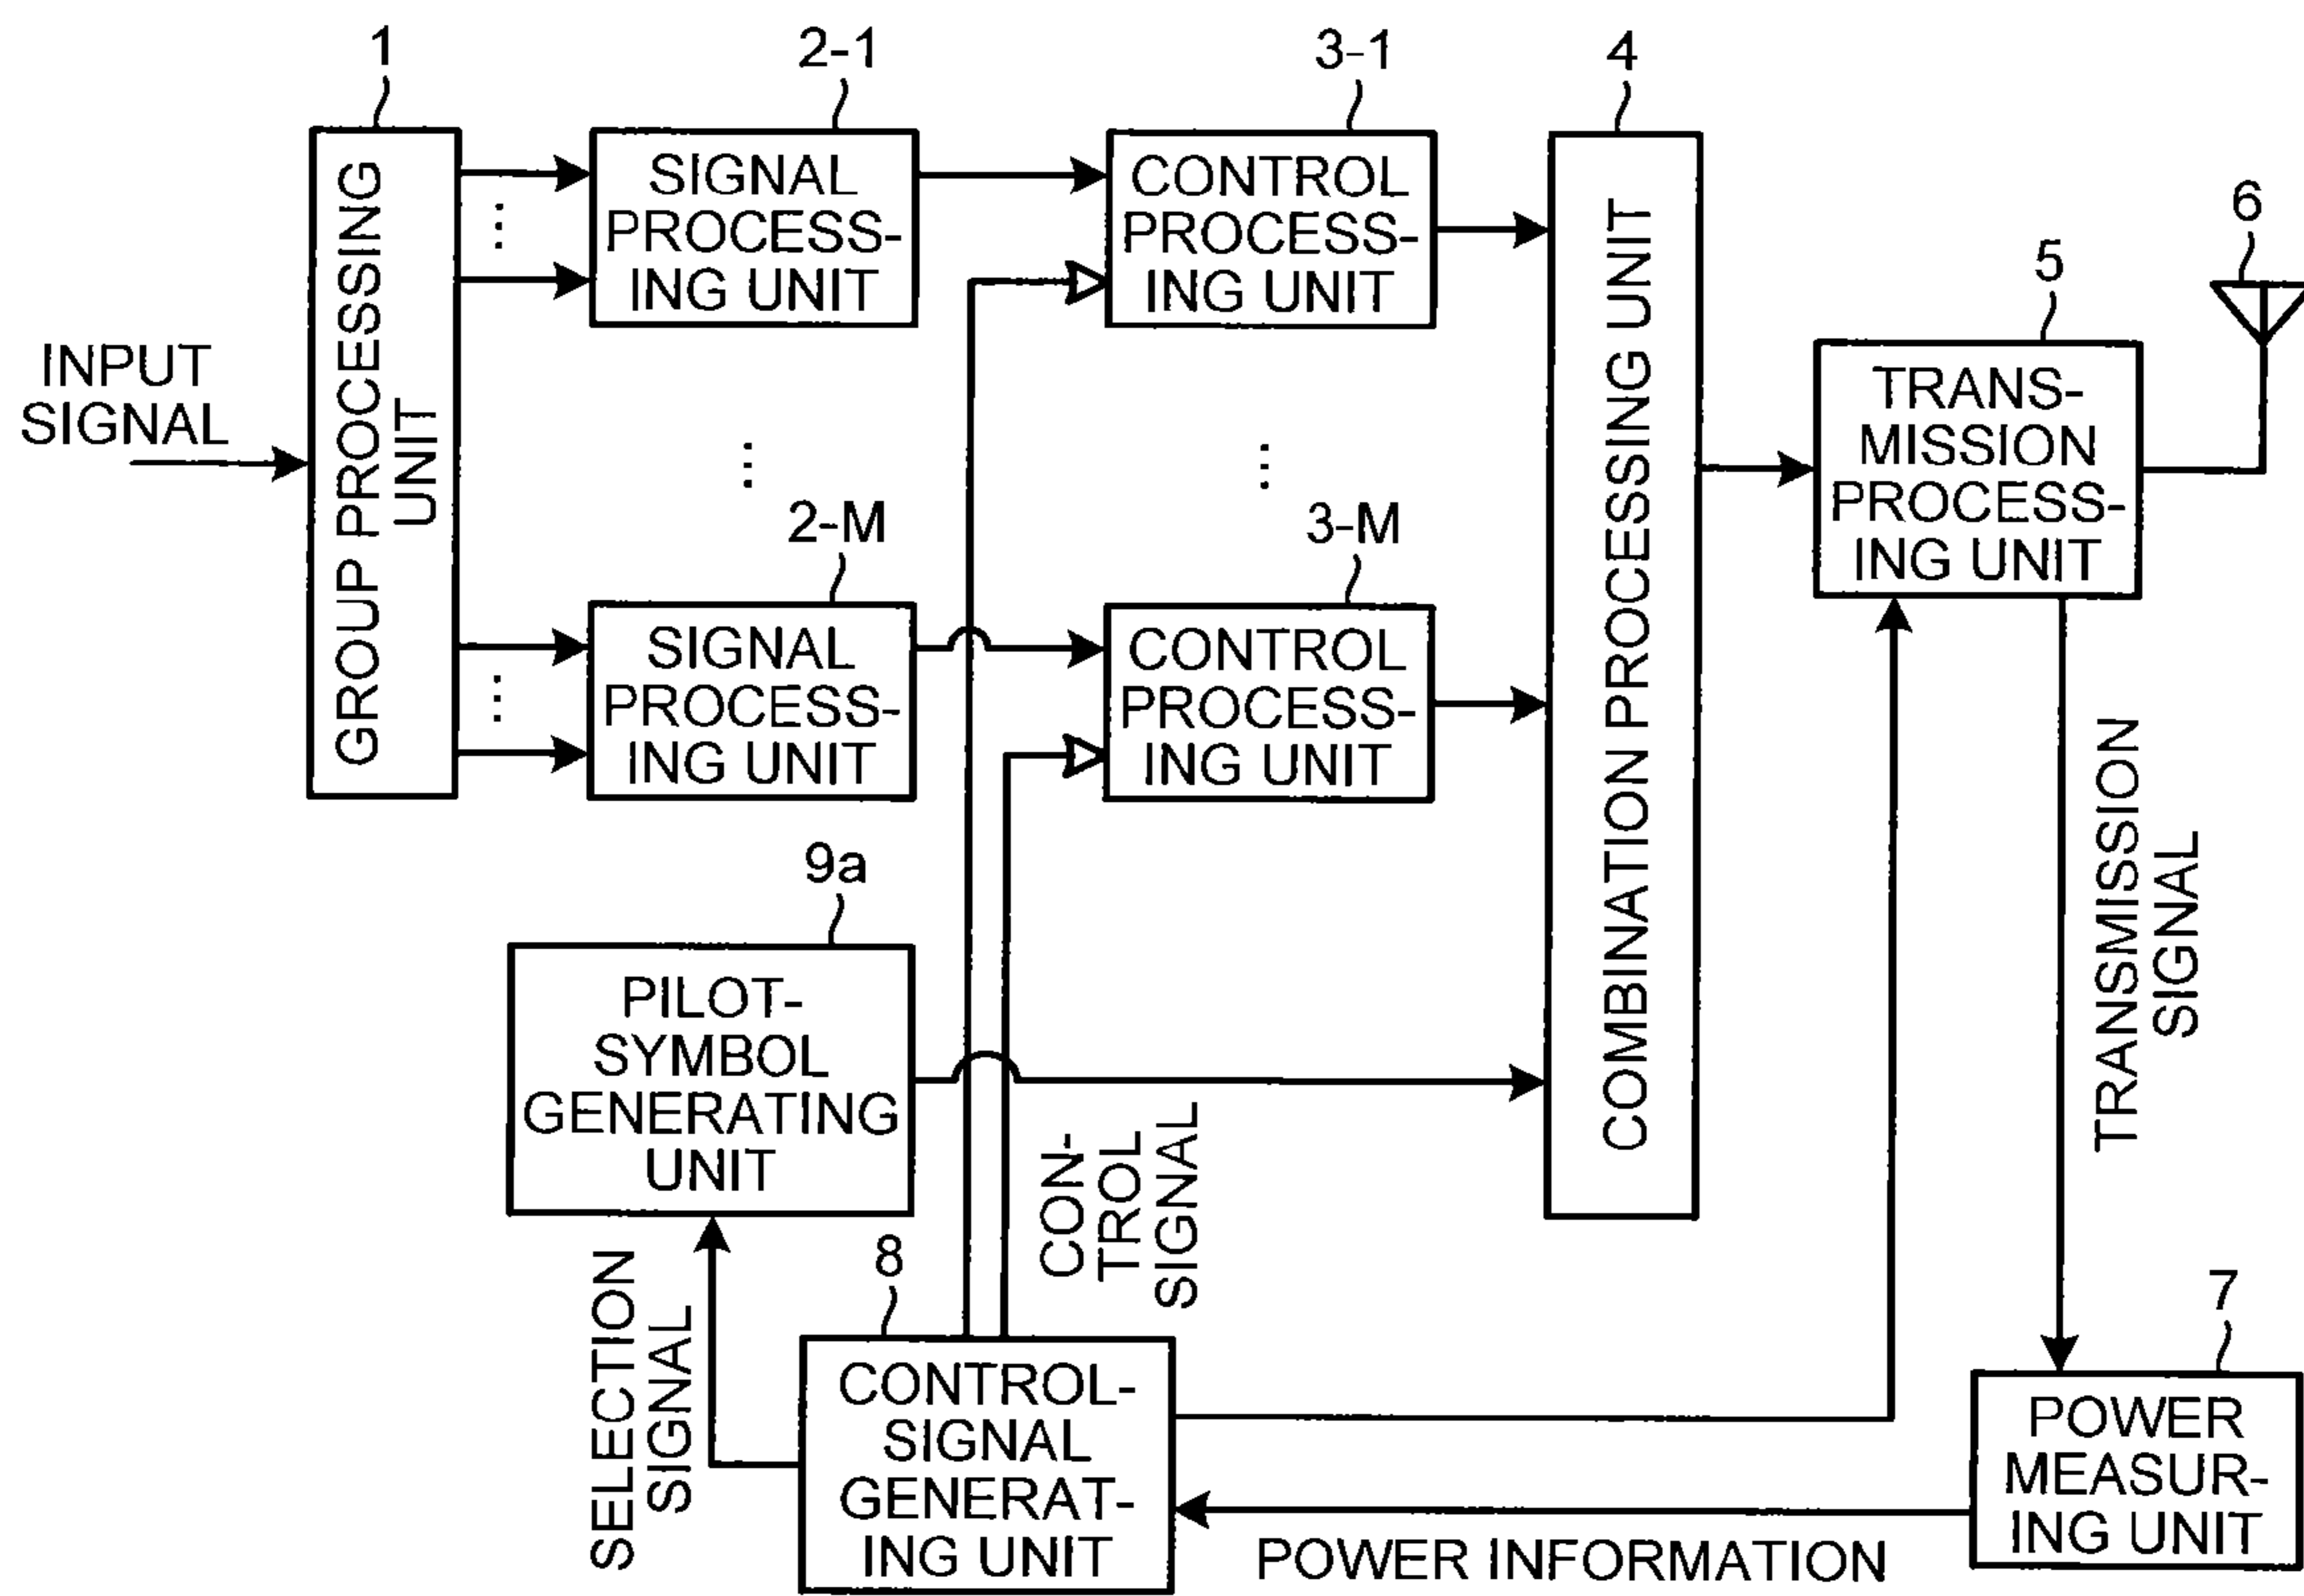 1
2-1
3-1
4
GROUP PROCESSING
UNIT
SIGNAL
PROCESS-
ING UNIT
CONTROL
PROCESS-
ING UNIT
COMBINATION PROCESSING UNIT
6
5
INPUT
SIGNAL
TRANS-
MISSION
PROCESS-
ING UNIT
⋮
⋮
⋮
⋮
2-M
3-M
SIGNAL
PROCESS-
ING UNIT
CONTROL
PROCESS-
ING UNIT
TRANSMISSION
SIGNAL
9a
PILOT-
SYMBOL
GENERATING
UNIT
CON-
TROL
SIGNAL
SELECTION
SIGNAL
8
7
CONTROL-
SIGNAL
GENERAT-
ING UNIT
POWER
MEASUR-
ING UNIT
POWER INFORMATION